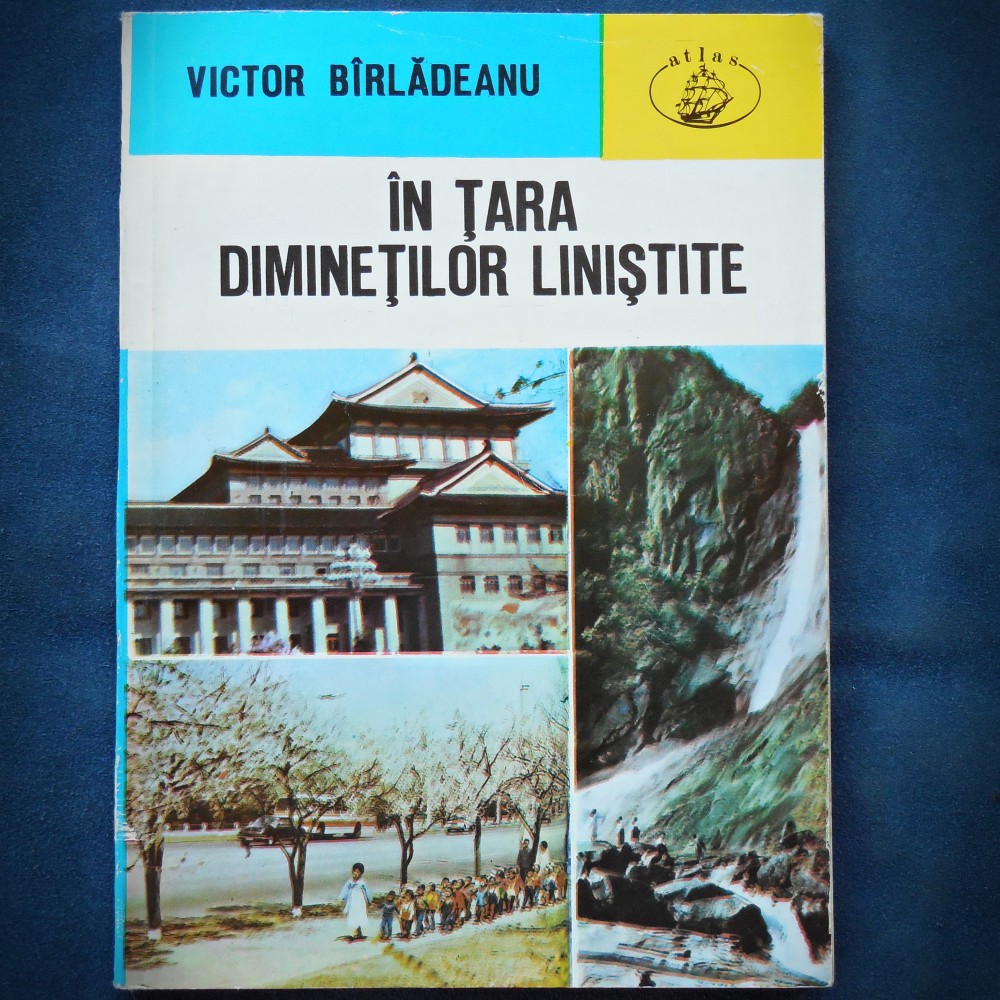 VICTOR BÎRLĂDEANU
atlas
ÎN ŢARA
DIMINEŢILOR LINIŞTITE